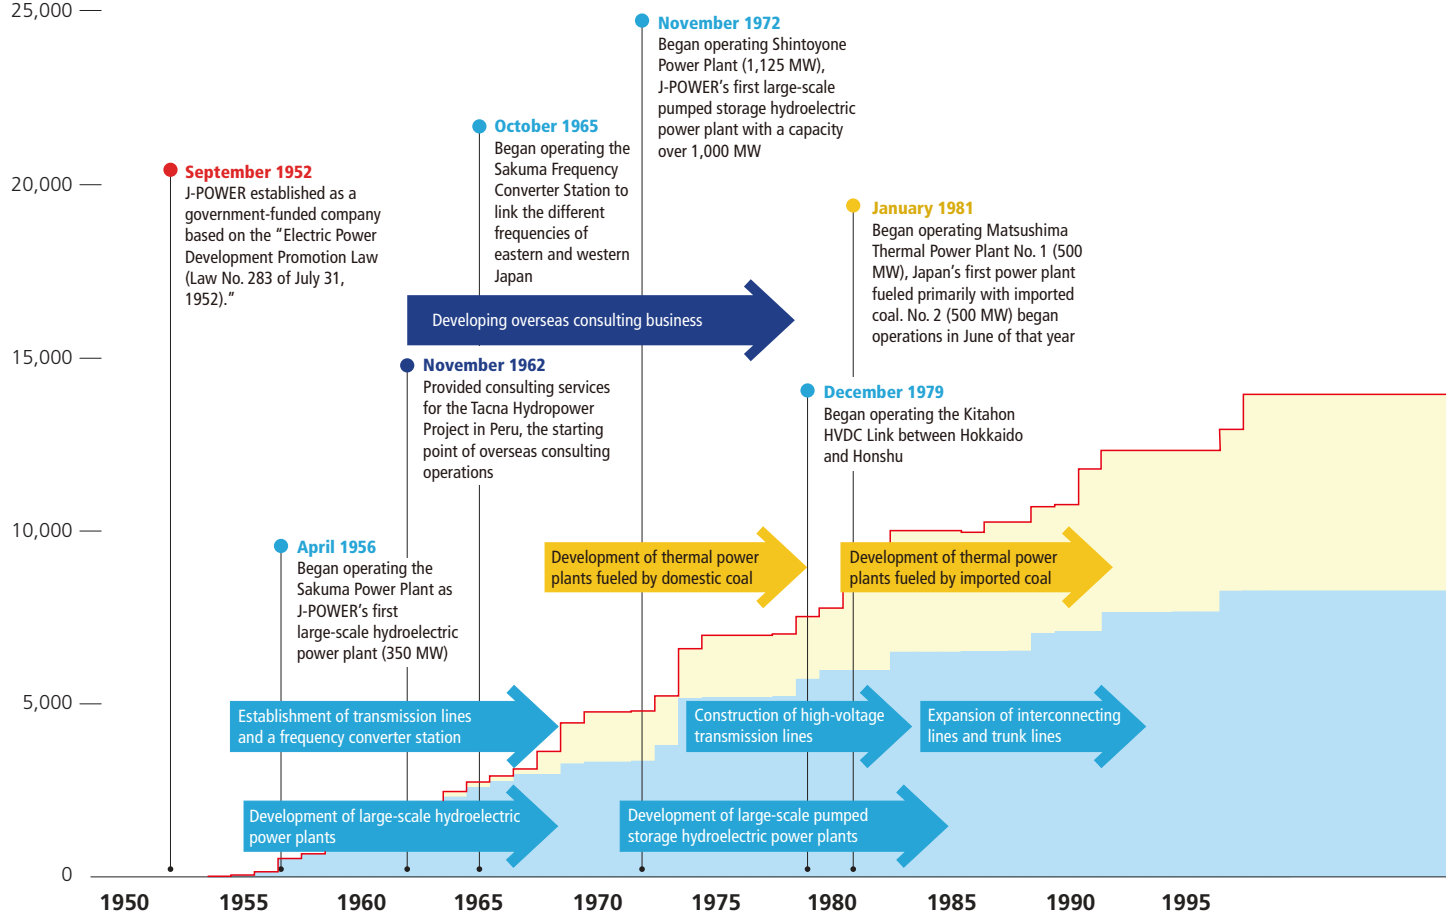 25,000
20,000
15,000
10,000
5,000
0
November 1972
Began operating Shintoyone
Power Plant (1,125 MW),
J-POWER’s first large-scale
pumped storage hydroelectric
power plant with a capacity
over 1,000 MW
October 1965
Began operating the
Sakuma Frequency
Converter Station to
link the different
frequencies of
eastern and western
Japan
September 1952
J-POWER established as a
government-funded company
based on the “Electric Power
Development Promotion Law
(Law No. 283 of July 31,
1952).”
January 1981
Began operating Matsushima
Thermal Power Plant No. 1 (500
MW), Japan’s first power plant
fueled primarily with imported
coal. No. 2 (500 MW) began
operations in June of that year
Developing overseas consulting business
November 1962
Provided consulting services
for the Tacna Hydropower
Project in Peru, the starting
point of overseas consulting
operations
December 1979
Began operating the Kitahon
HVDC Link between Hokkaido
and Honshu
April 1956
Began operating the
Sakuma Power Plant as
J-POWER’s first
large-scale hydroelectric
power plant (350 MW)
Development of thermal power
plants fueled by domestic coal
Development of thermal power
plants fueled by imported coal
Establishment of transmission lines
and a frequency converter station
Construction of high-voltage
transmission lines
Expansion of interconnecting
lines and trunk lines
Development of large-scale hydroelectric
power plants
Development of large-scale pumped
storage hydroelectric power plants
1950 1955 1960 1965 1970 1975 1980 1985 1990 1995